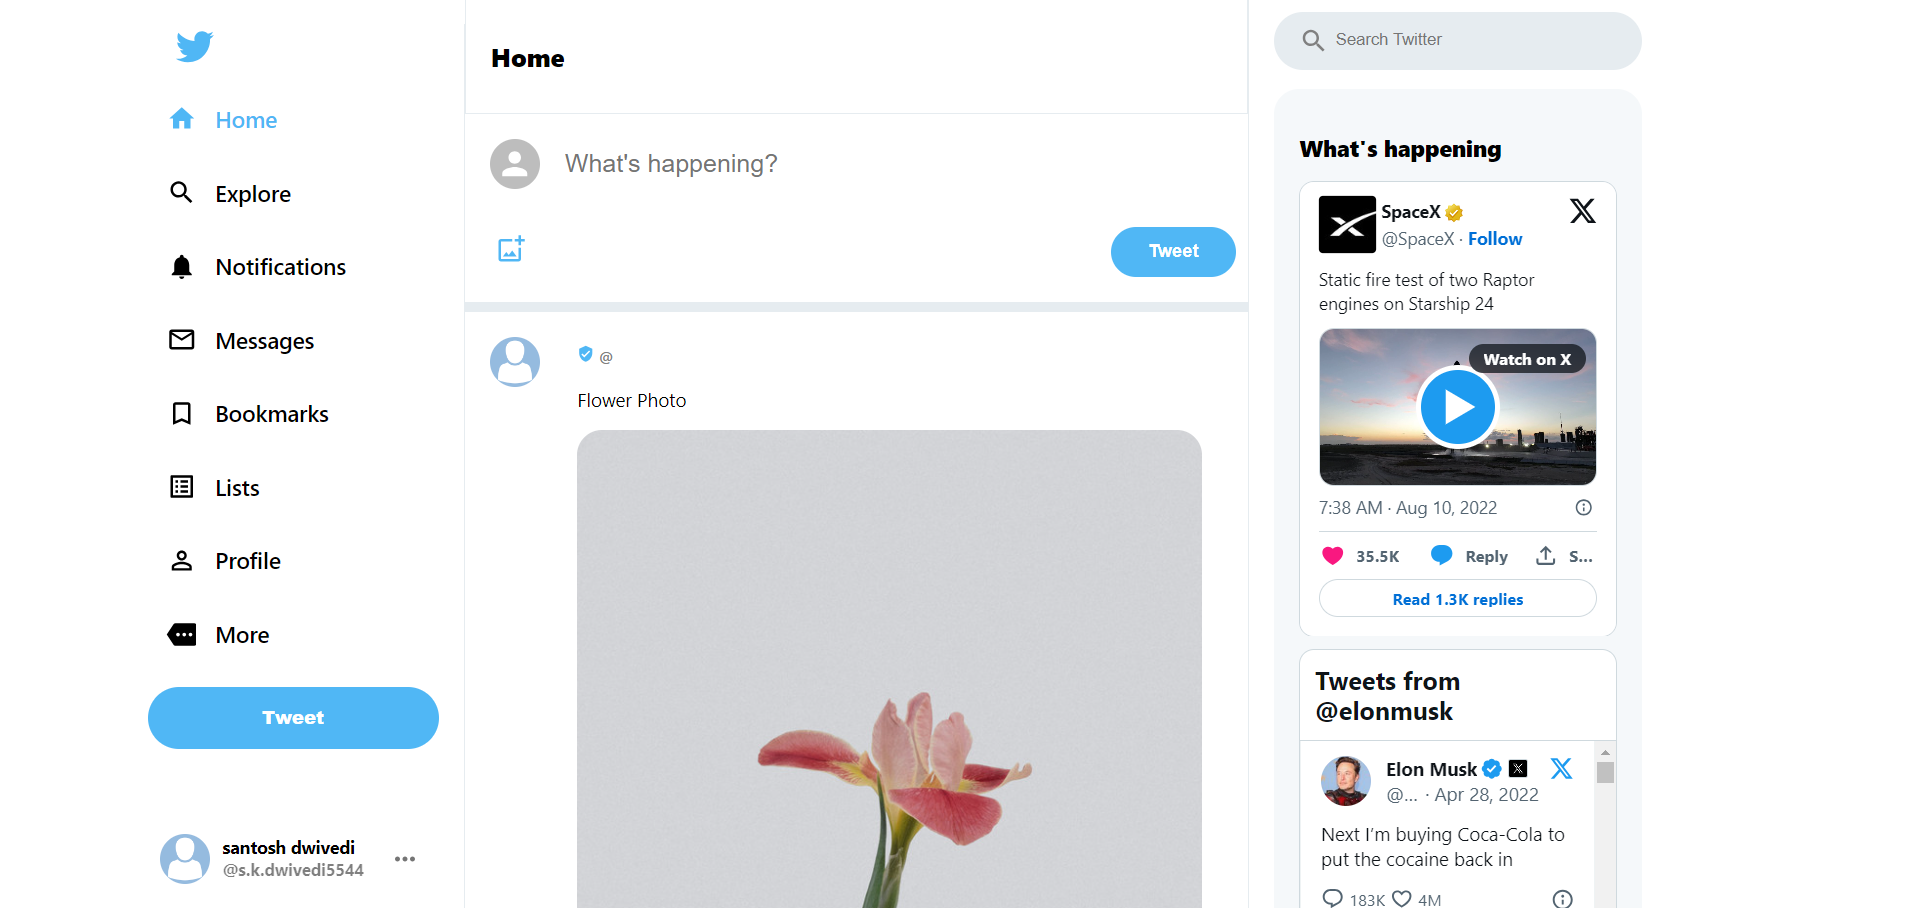 Home
Explore
Notifications
Messages
Bookmarks
Lists
Profile
More
Tweet
santosh dwivedi
@s.k.dwivedi5544
Home
What's happening?
Tweet
@
Flower Photo
Search Twitter
What's happening
SpaceX
@SpaceX · Follow
Static fire test of two Raptor
engines on Starship 24
Watch on X
7:38 AM · Aug 10, 2022
35.5K Reply S...
Read 1.3K replies
Tweets from
@elonmusk
Elon Musk
@... · Apr 28, 2022
Next I’m buying Coca-Cola to
put the cocaine back in
183K 4M